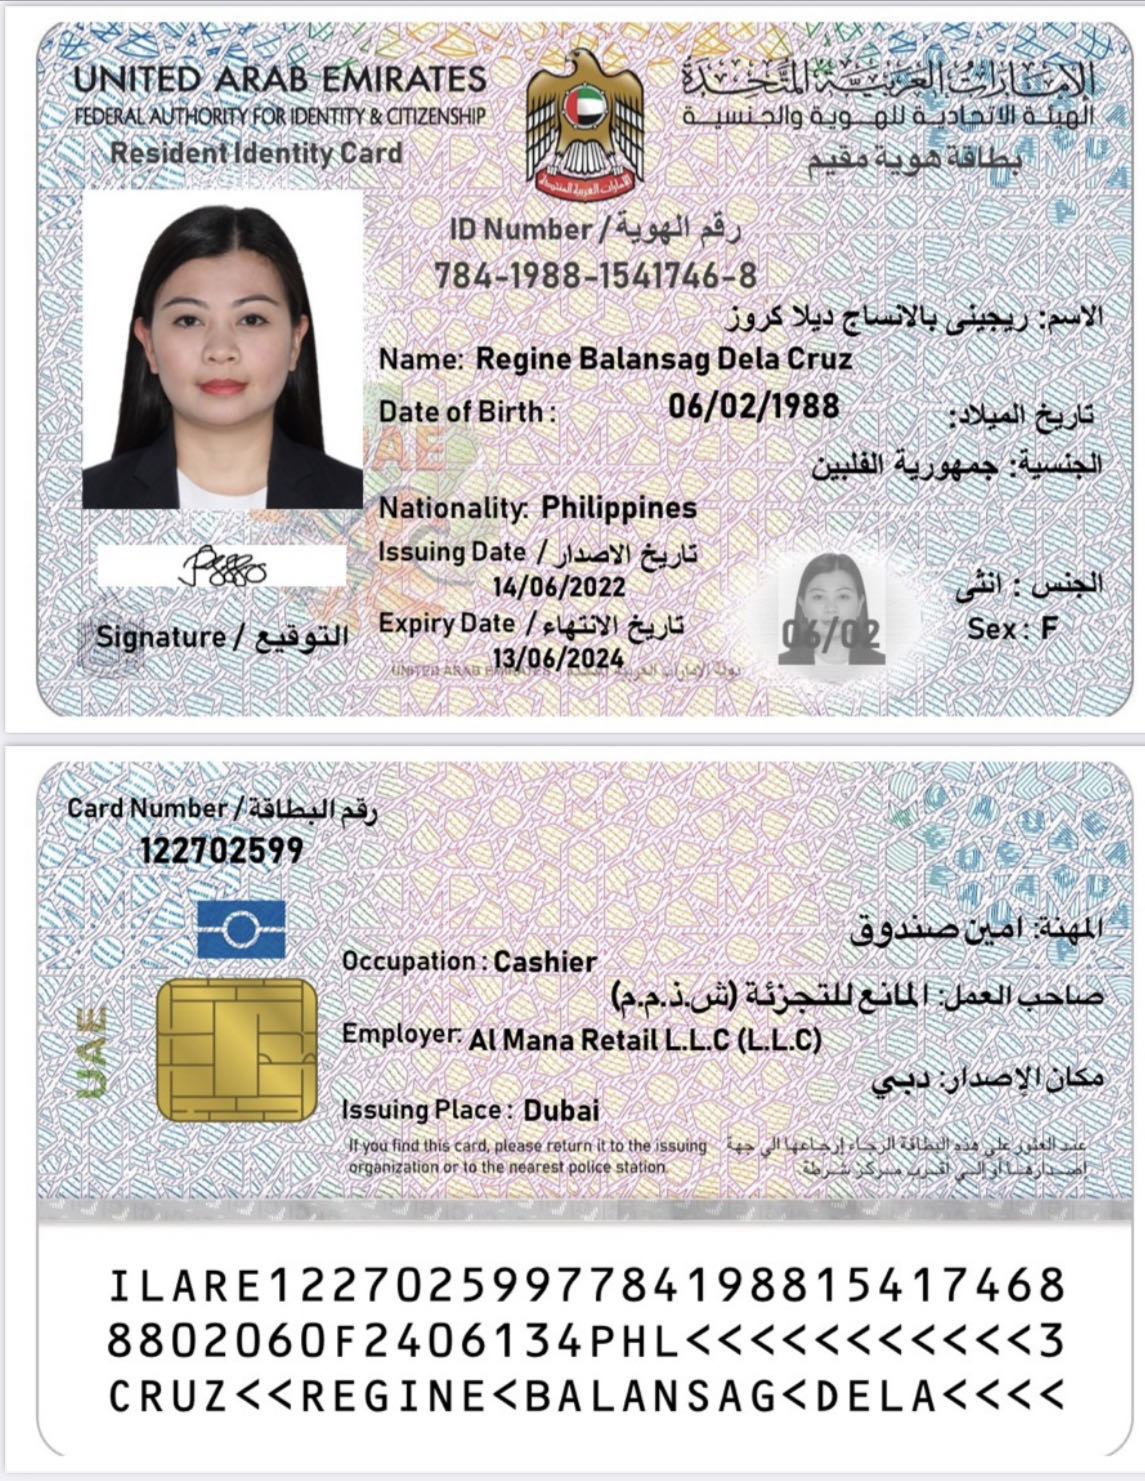 UNITED ARAB EMIRATES
الإمارات العربية المتحدة
FEDERAL AUTHORITY FOR IDENTITY & CITIZENSHIP
الهيئة الاتحادية للهوية والجنسية
Resident Identity Card
بطاقة هوية مقيم
الإمارات العربية المتحدة
ID Number / رقم الهوية
784-1988-1541746-8
الاسم: ريجيني بالانساج ديلا كروز
Name: Regine Balansag Dela Cruz
Date of Birth : 06/02/1988 تاريخ الميلاد:
الجنسية: جمهورية الفلبين
UAE
Nationality: Philippines
Issuing Date / تاريخ الاصدار
14/06/2022
Expiry Date / تاريخ الانتهاء
13/06/2024
الجنس : انثى
Sex: F
06/02
Signature / التوقيع
UNITED ARAB EMIRATES دولة الإمارات العربية المتحدة
Card Number / رقم البطاقة
122702599
المهنة: امين صندوق
Occupation : Cashier
صاحب العمل: المانع للتجزئة (ش.ذ.م.م)
Employer: Al Mana Retail L.L.C (L.L.C)
مكان الإصدار: دبي
Issuing Place : Dubai
UAE
If you find this card, please return it to the issuing
organization or to the nearest police station
عند العثور على هذه البطاقة الرجاء إرجاعها الى جهة
إصدارها او الى أقرب مركز شرطة.
ILARE1227025997784198815417468
8802060F2406134PHL<<<<<<<<<<<3
CRUZ<<REGINE<BALANSAG<DELA<<<<